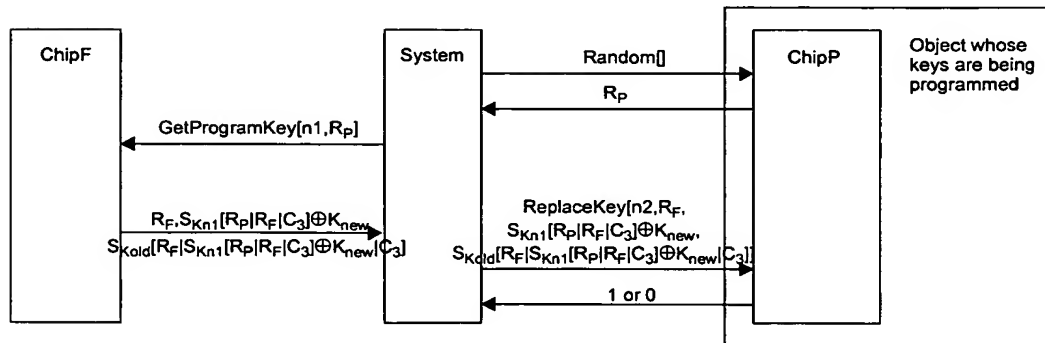 ChipF
System
ChipP
Object whose
keys are being
programmed
Random[]
R_P
GetProgramKey[n1,R_P]
R_F,S_Kn1[R_P|R_F|C_3]⊕K_new
S_Kold[R_F|S_Kn1[R_P|R_F|C_3]⊕K_new|C_3]
ReplaceKey[n2,R_F,
S_Kn1[R_P|R_F|C_3]⊕K_new,
S_Kold[R_F|S_Kn1[R_P|R_F|C_3]⊕K_new|C_3]]
1 or 0